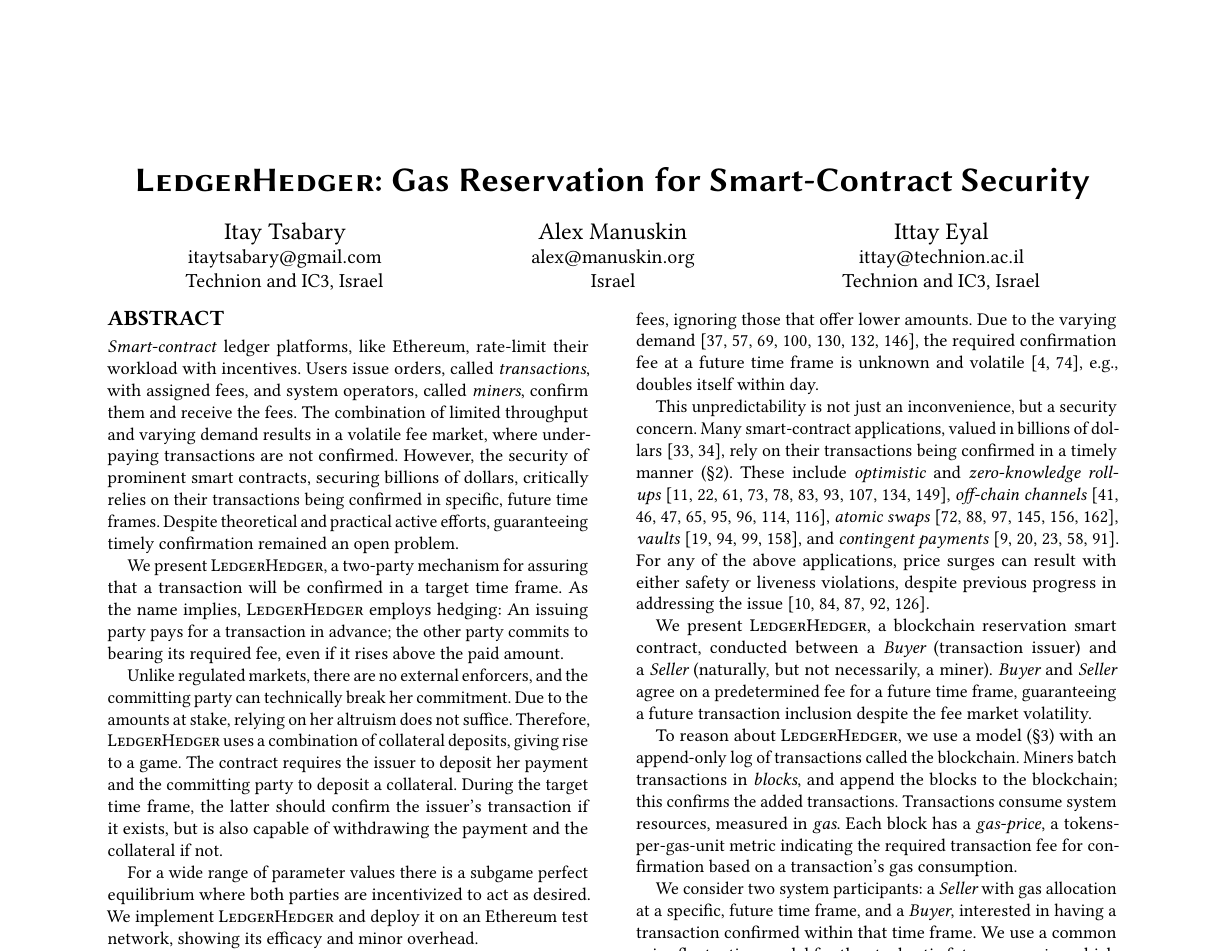 LedgerHedger: Gas Reservation for Smart-Contract Security
Itay Tsabary
itaytsabary@gmail.com
Technion and IC3, Israel
Alex Manuskin
alex@manuskin.org
Israel
Ittay Eyal
ittay@technion.ac.il
Technion and IC3, Israel
ABSTRACT
Smart-contract ledger platforms, like Ethereum, rate-limit their
workload with incentives. Users issue orders, called transactions,
with assigned fees, and system operators, called miners, confirm
them and receive the fees. The combination of limited throughput
and varying demand results in a volatile fee market, where under-
paying transactions are not confirmed. However, the security of
prominent smart contracts, securing billions of dollars, critically
relies on their transactions being confirmed in specific, future time
frames. Despite theoretical and practical active efforts, guaranteeing
timely confirmation remained an open problem.
We present LedgerHedger, a two-party mechanism for assuring
that a transaction will be confirmed in a target time frame. As
the name implies, LedgerHedger employs hedging: An issuing
party pays for a transaction in advance; the other party commits to
bearing its required fee, even if it rises above the paid amount.
Unlike regulated markets, there are no external enforcers, and the
committing party can technically break her commitment. Due to the
amounts at stake, relying on her altruism does not suffice. Therefore,
LedgerHedger uses a combination of collateral deposits, giving rise
to a game. The contract requires the issuer to deposit her payment
and the committing party to deposit a collateral. During the target
time frame, the latter should confirm the issuer's transaction if
it exists, but is also capable of withdrawing the payment and the
collateral if not.
For a wide range of parameter values there is a subgame perfect
equilibrium where both parties are incentivized to act as desired.
We implement LedgerHedger and deploy it on an Ethereum test
network, showing its efficacy and minor overhead.
fees, ignoring those that offer lower amounts. Due to the varying
demand [37, 57, 69, 100, 130, 132, 146], the required confirmation
fee at a future time frame is unknown and volatile [4, 74], e.g.,
doubles itself within day.
This unpredictability is not just an inconvenience, but a security
concern. Many smart-contract applications, valued in billions of dol-
lars [33, 34], rely on their transactions being confirmed in a timely
manner (§2). These include optimistic and zero-knowledge roll-
ups [11, 22, 61, 73, 78, 83, 93, 107, 134, 149], off-chain channels [41,
46, 47, 65, 95, 96, 114, 116], atomic swaps [72, 88, 97, 145, 156, 162],
vaults [19, 94, 99, 158], and contingent payments [9, 20, 23, 58, 91].
For any of the above applications, price surges can result with
either safety or liveness violations, despite previous progress in
addressing the issue [10, 84, 87, 92, 126].
We present LedgerHedger, a blockchain reservation smart
contract, conducted between a Buyer (transaction issuer) and
a Seller (naturally, but not necessarily, a miner). Buyer and Seller
agree on a predetermined fee for a future time frame, guaranteeing
a future transaction inclusion despite the fee market volatility.
To reason about LedgerHedger, we use a model (§3) with an
append-only log of transactions called the blockchain. Miners batch
transactions in blocks, and append the blocks to the blockchain;
this confirms the added transactions. Transactions consume system
resources, measured in gas. Each block has a gas-price, a tokens-
per-gas-unit metric indicating the required transaction fee for con-
firmation based on a transaction's gas consumption.
We consider two system participants: a Seller with gas allocation
at a specific, future time frame, and a Buyer, interested in having a
transaction confirmed within that time frame. We use a common